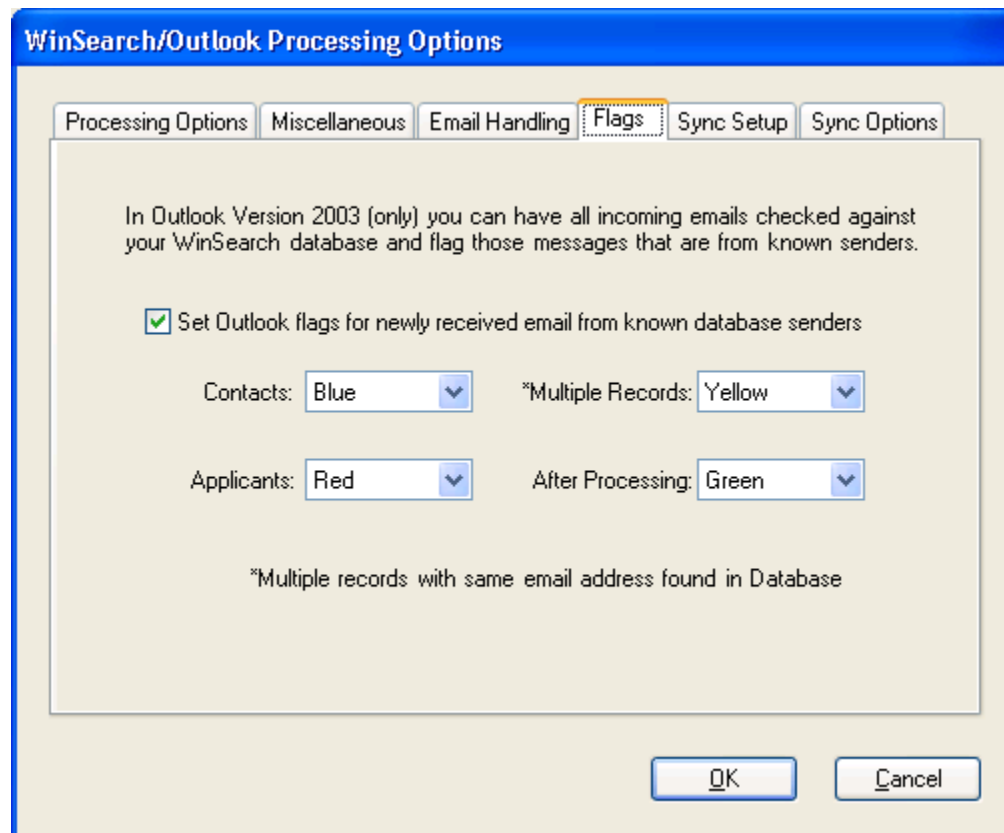 WinSearch/Outlook Processing Options
Processing Options Miscellaneous Email Handling Flags Sync Setup Sync Options
In Outlook Version 2003 (only) you can have all incoming emails checked against
your WinSearch database and flag those messages that are from known senders.
Set Outlook flags for newly received email from known database senders
Contacts: Blue *Multiple Records: Yellow
Applicants: Red After Processing: Green
*Multiple records with same email address found in Database
OK Cancel